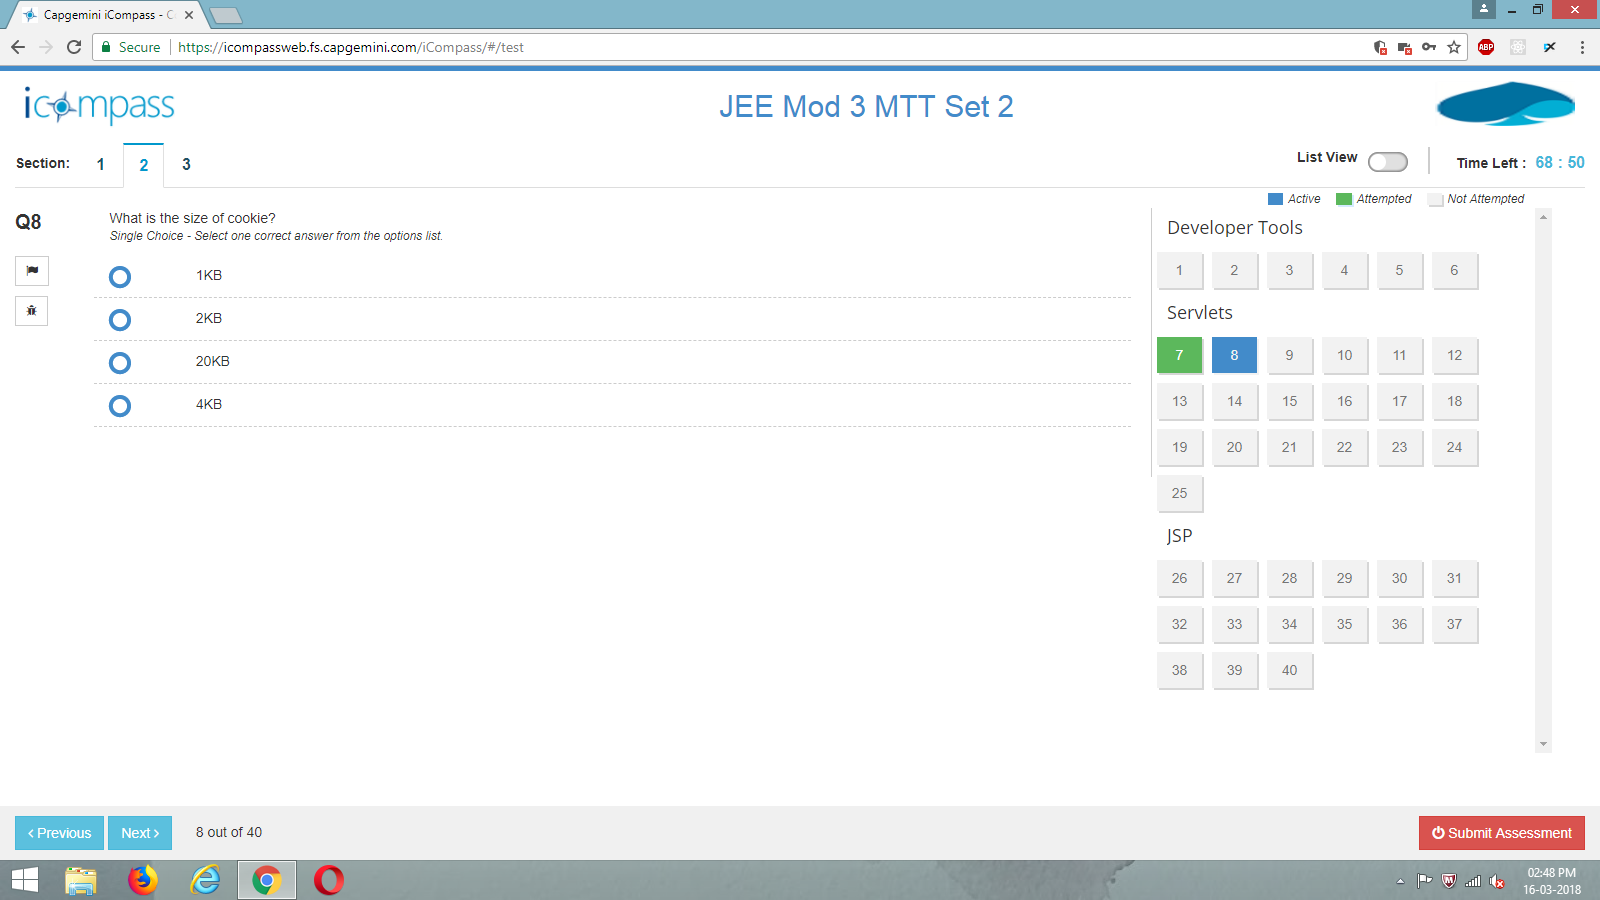 Capgemini iCompass - C
Secure
https://icompassweb.fs.capgemini.com/iCompass/#/test
ABP
icompass
JEE Mod 3 MTT Set 2
Section:
1
2
3
List View
Time Left :
68 : 50
Active
Attempted
Not Attempted
Q8
What is the size of cookie?
Single Choice - Select one correct answer from the options list.
1KB
2KB
20KB
4KB
Developer Tools
1 2 3 4 5 6
Servlets
7 8 9 10 11 12
13 14 15 16 17 18
19 20 21 22 23 24
25
JSP
26 27 28 29 30 31
32 33 34 35 36 37
38 39 40
Previous
Next
8 out of 40
Submit Assessment
02:48 PM
16-03-2018